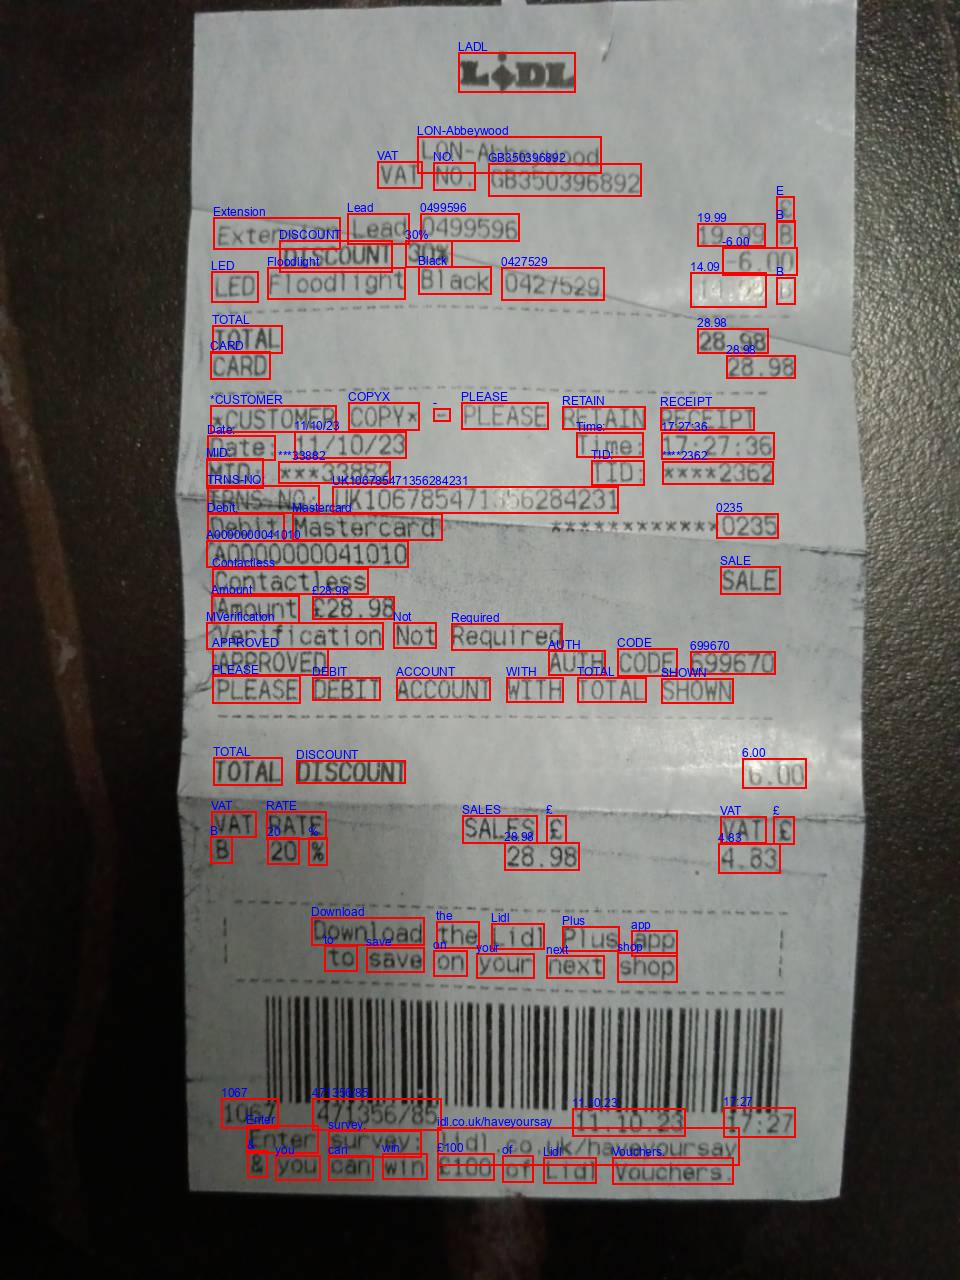 LIDL
LON-Abbeywood
VAT NO. GB350396892
£
Extension Lead 0499596 19.99 B
DISCOUNT 30% -6.00
LED Floodlight Black 0427529 14.99 B
TOTAL 28.98
CARD 28.98
*CUSTOMER COPY* - PLEASE RETAIN RECEIPT
Date: 11/10/23 Time: 17:27:36
MID: ***33882 TID: ****2362
TRNS-NO: UK106785471356284231
Debit Mastercard ************0235
A0000000041010
Contactless SALE
Amount £28.98
Verification Not Required
APPROVED AUTH CODE 699670
PLEASE DEBIT ACCOUNT WITH TOTAL SHOWN
TOTAL DISCOUNT 6.00
VAT RATE SALES £ VAT £
B 20 % 28.98 4.83
Download the Lidl Plus app
to save on your next shop
1067 471356/85 11.10.23 17:27
Enter survey: lidl.co.uk/haveyoursay
& you can win £100 of Lidl Vouchers.